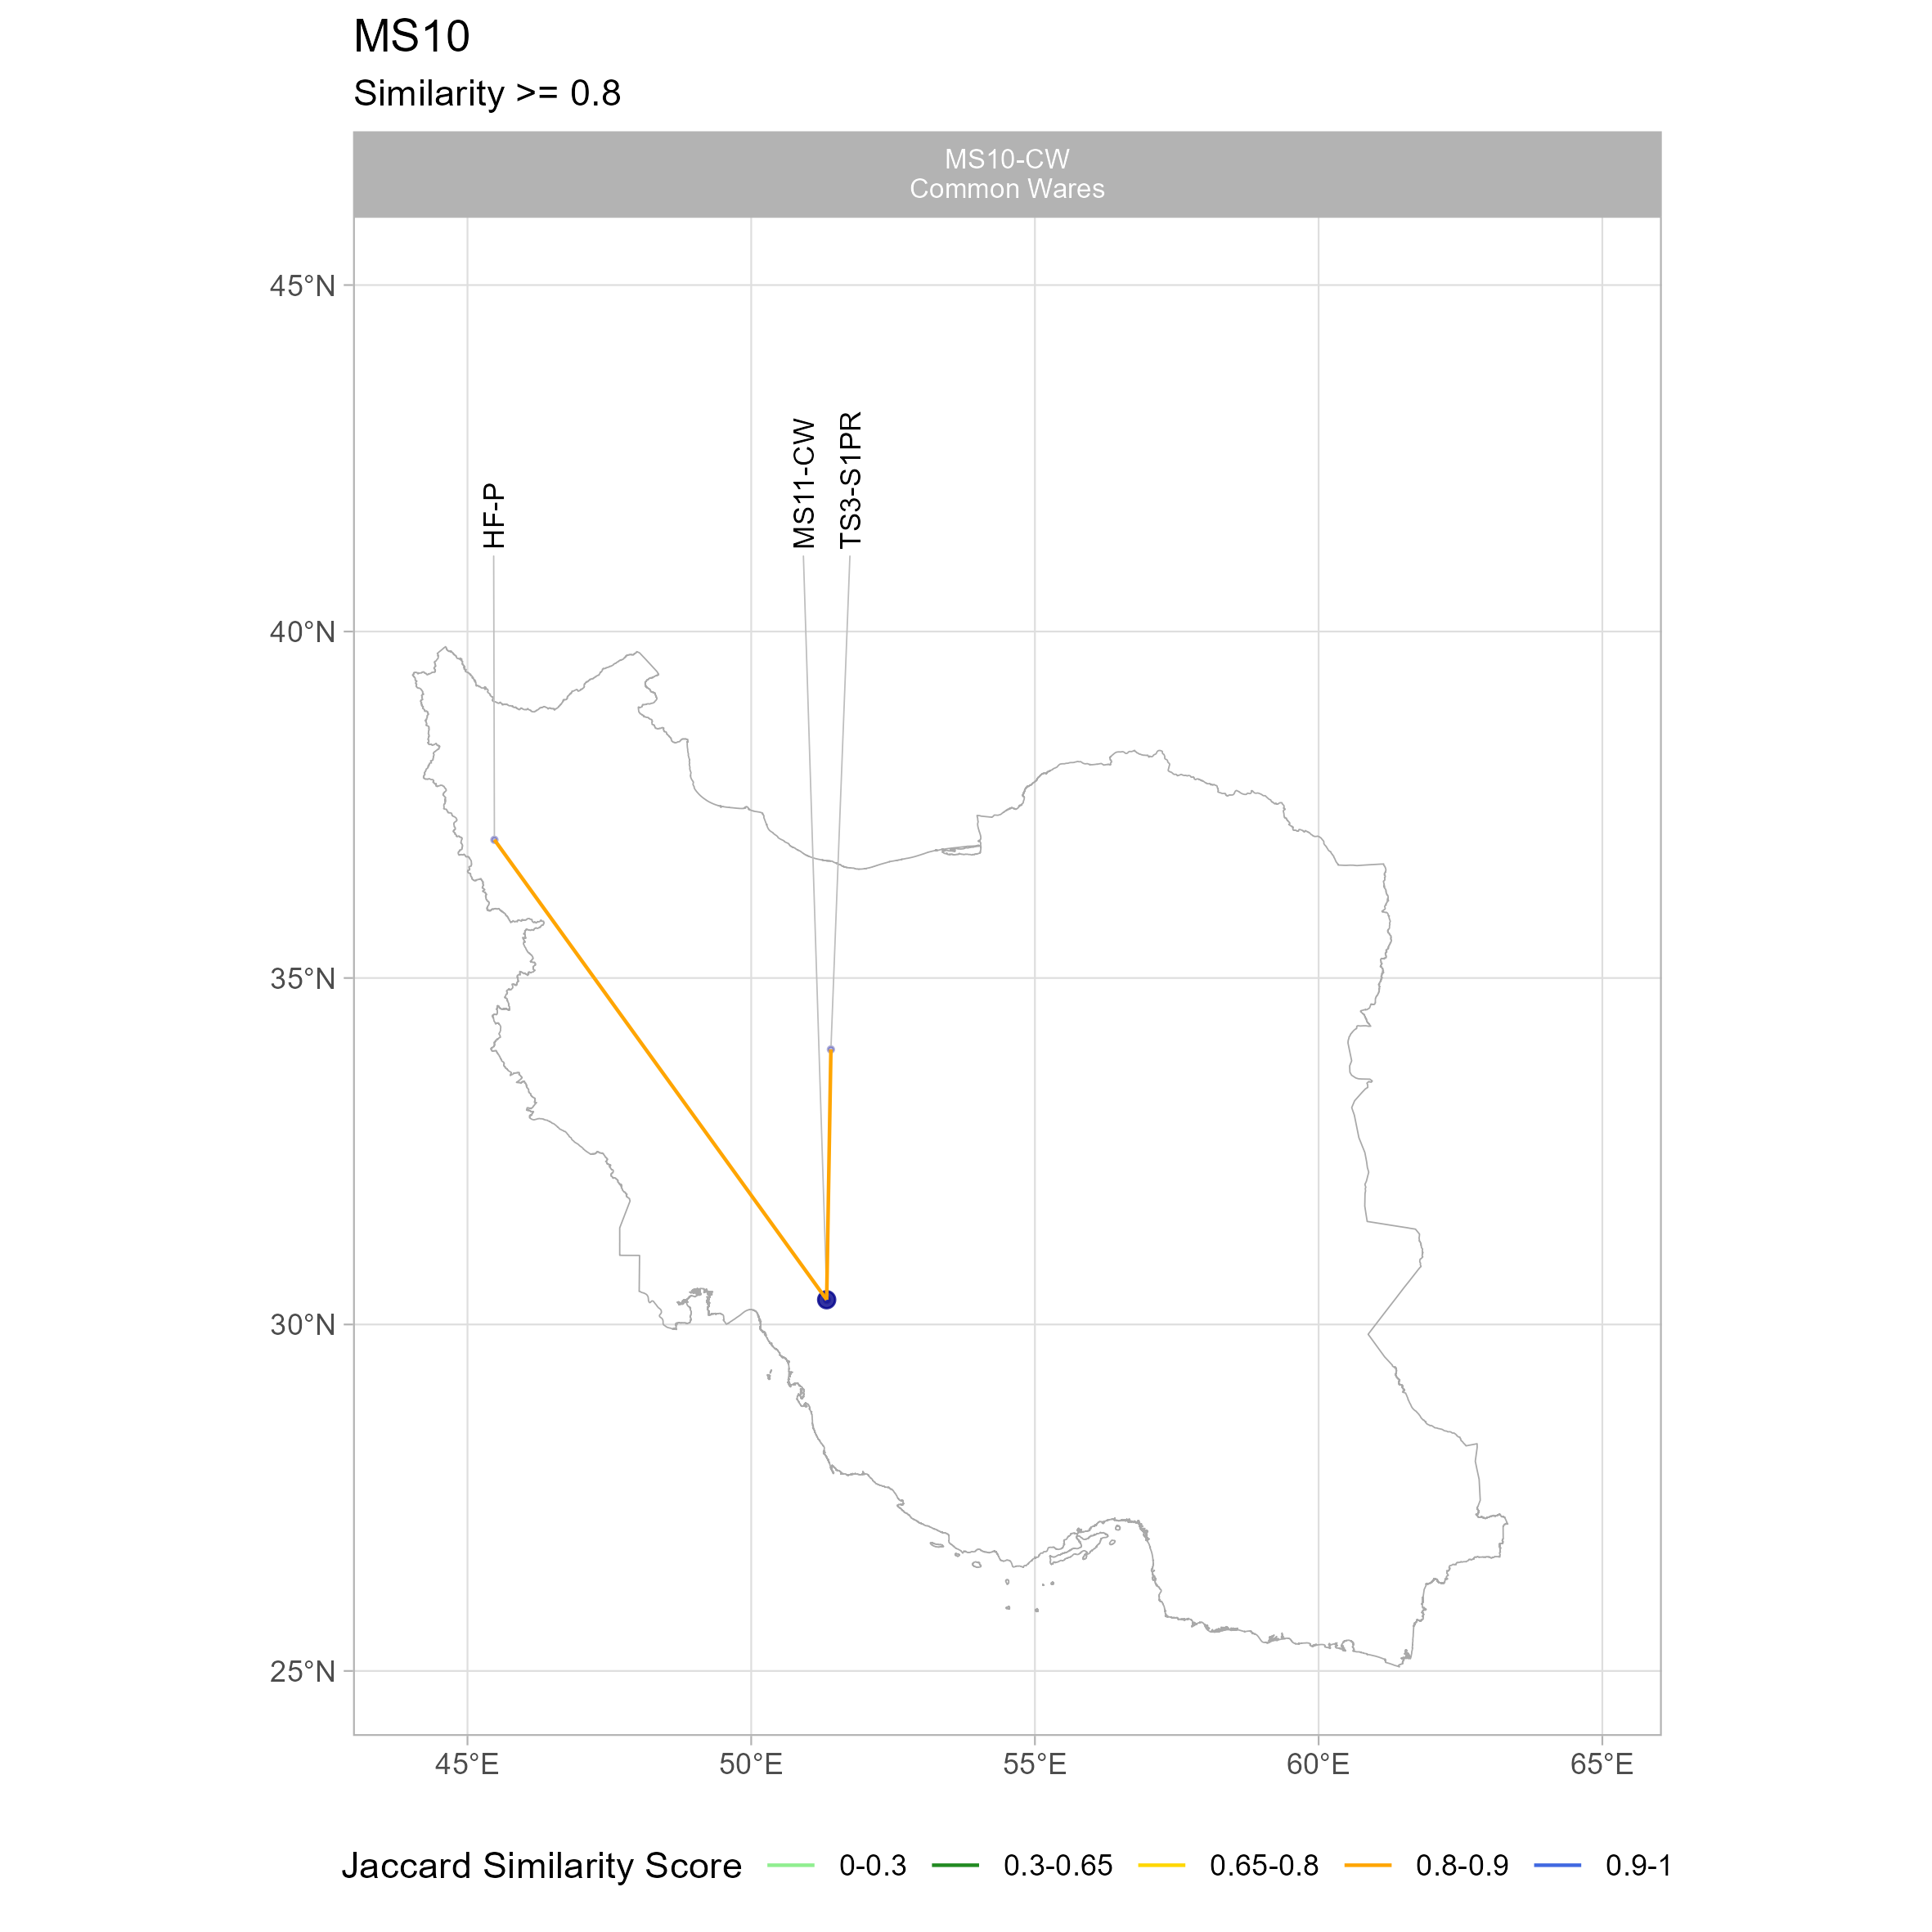 MS10
Similarity >= 0.8
MS10-CW
Common Wares
45°N
40°N
35°N
30°N
25°N
HF-P
MS11-CW
TS3-S1PR
45°E
50°E
55°E
60°E
65°E
Jaccard Similarity Score 0-0.3 0.3-0.65 0.65-0.8 0.8-0.9 0.9-1